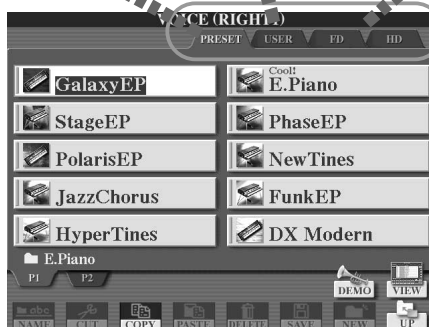 VOICE (RIGHT1)
PRESET USER FD HD
GalaxyEP
Cool!
E.Piano
StageEP
PhaseEP
PolarisEP
NewTines
JazzChorus
FunkEP
HyperTines
DX Modern
E.Piano
P1 P2
DEMO VIEW
NAME CUT COPY PASTE DELETE SAVE NEW UP